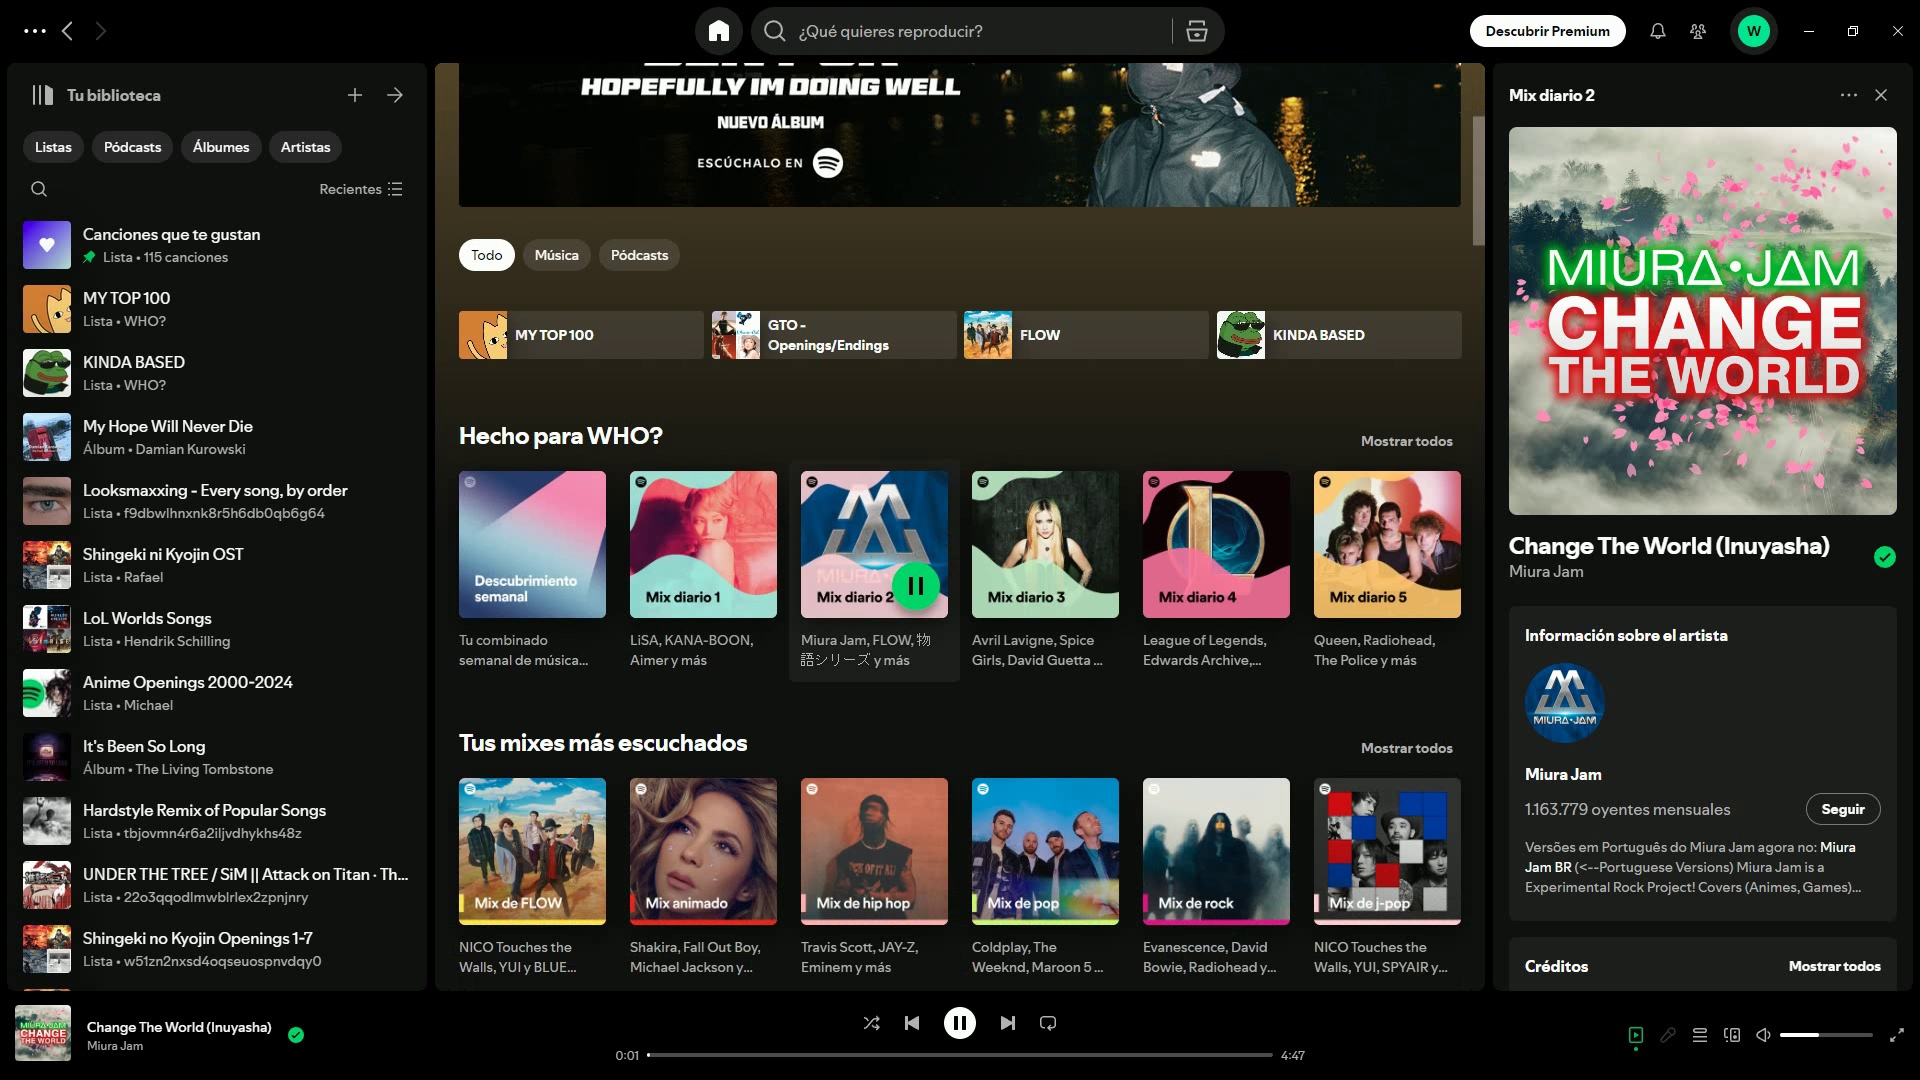 ¿Qué quieres reproducir?
Descubrir Premium
W
Tu biblioteca
Listas
Pódcasts
Álbumes
Artistas
Recientes
Canciones que te gustan
Lista • 115 canciones
MY TOP 100
Lista • WHO?
KINDA BASED
Lista • WHO?
My Hope Will Never Die
Álbum • Damian Kurowski
Looksmaxxing - Every song, by order
Lista • f9dbwlhnxnk8r5h6db0qb6g64
Shingeki ni Kyojin OST
Lista • Rafael
LoL Worlds Songs
Lista • Hendrik Schilling
Anime Openings 2000-2024
Lista • Michael
It's Been So Long
Álbum • The Living Tombstone
Hardstyle Remix of Popular Songs
Lista • tbjovmn4r6a2iljvdhykhs48z
UNDER THE TREE / SiM || Attack on Titan · Th...
Lista • 22o3qqodlmwblrlex2zpnjnry
Shingeki no Kyojin Openings 1-7
Lista • w51zn2nxsd4oqseuospnvdqy0
HOPEFULLY IM DOING WELL
NUEVO ÁLBUM
ESCÚCHALO EN
Todo
Música
Pódcasts
MY TOP 100
GTO -
Openings/Endings
FLOW
KINDA BASED
Hecho para WHO?
Mostrar todos
Descubrimiento
semanal
Tu combinado
semanal de música...
Mix diario 1
LiSA, KANA-BOON,
Aimer y más
MIURA
Mix diario 2
Miura Jam, FLOW, 物
語シリーズ y más
Mix diario 3
Avril Lavigne, Spice
Girls, David Guetta ...
Mix diario 4
League of Legends,
Edwards Archive,...
Mix diario 5
Queen, Radiohead,
The Police y más
Tus mixes más escuchados
Mostrar todos
Mix de FLOW
NICO Touches the
Walls, YUI y BLUE...
Mix animado
Shakira, Fall Out Boy,
Michael Jackson y...
Mix de hip hop
Travis Scott, JAY-Z,
Eminem y más
Mix de pop
Coldplay, The
Weeknd, Maroon 5 ...
Mix de rock
Evanescence, David
Bowie, Radiohead y...
Mix de j-pop
NICO Touches the
Walls, YUI, SPYAIR y...
Mix diario 2
MIURA•JAM
CHANGE
THE WORLD
Change The World (Inuyasha)
Miura Jam
Información sobre el artista
MIURA•JAM
Miura Jam
1.163.779 oyentes mensuales
Seguir
Versões em Português do Miura Jam agora no: Miura
Jam BR (<--Portuguese Versions) Miura Jam is a
Experimental Rock Project! Covers (Animes, Games)...
Créditos
Mostrar todos
MIURA•JAM
CHANGE
THE WORLD
Change The World (Inuyasha)
Miura Jam
0:01
4:47